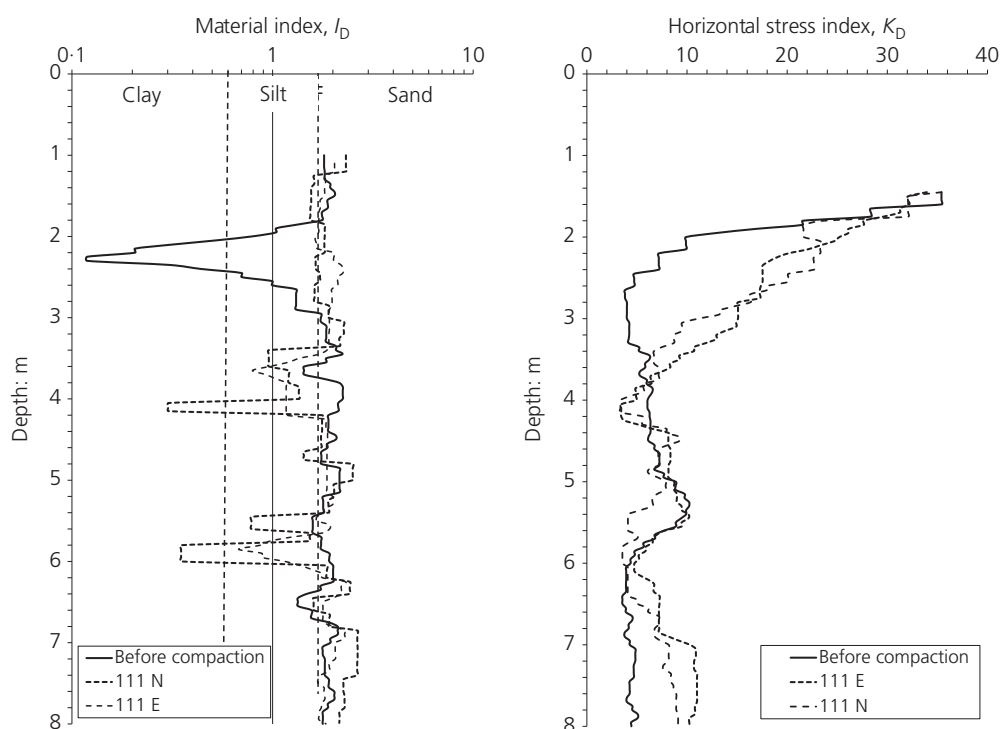 Material index, I_D
0·1 1 10
0
Clay Silt Sand
1
2
3
4
5
6
7
8
Depth: m
Before compaction
111 N
111 E
Horizontal stress index, K_D
0 10 20 30 40
0
1
2
3
4
5
6
7
8
Depth: m
Before compaction
111 E
111 N